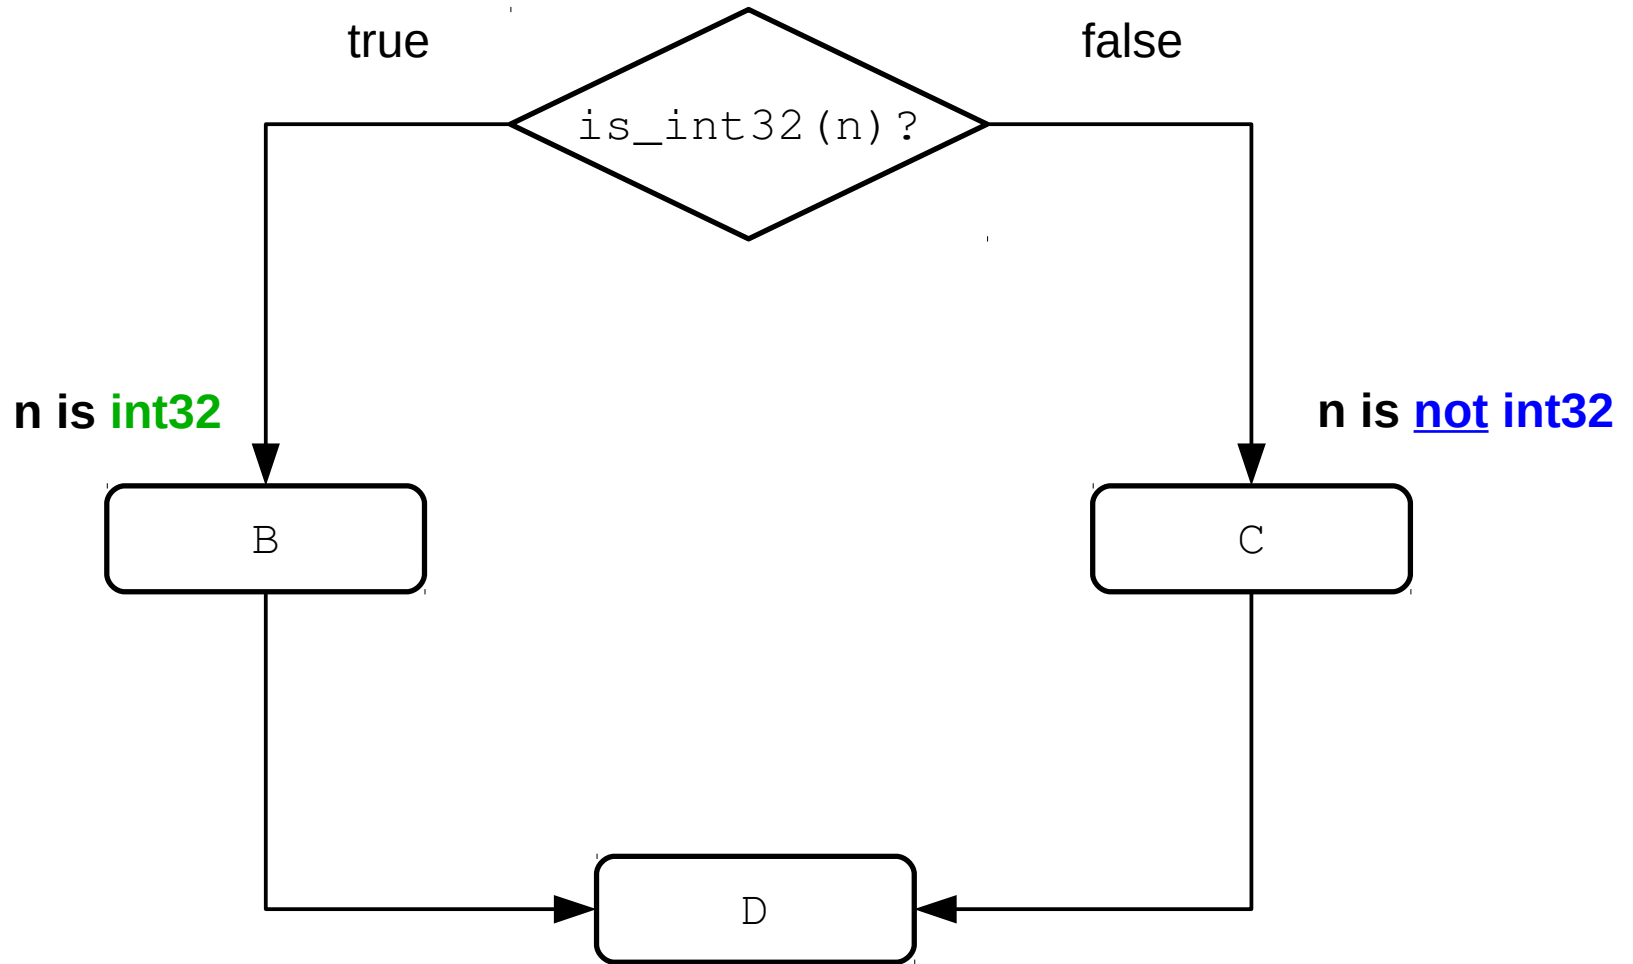 true
false
is_int32(n)?
n is int32
n is not int32
B
C
D